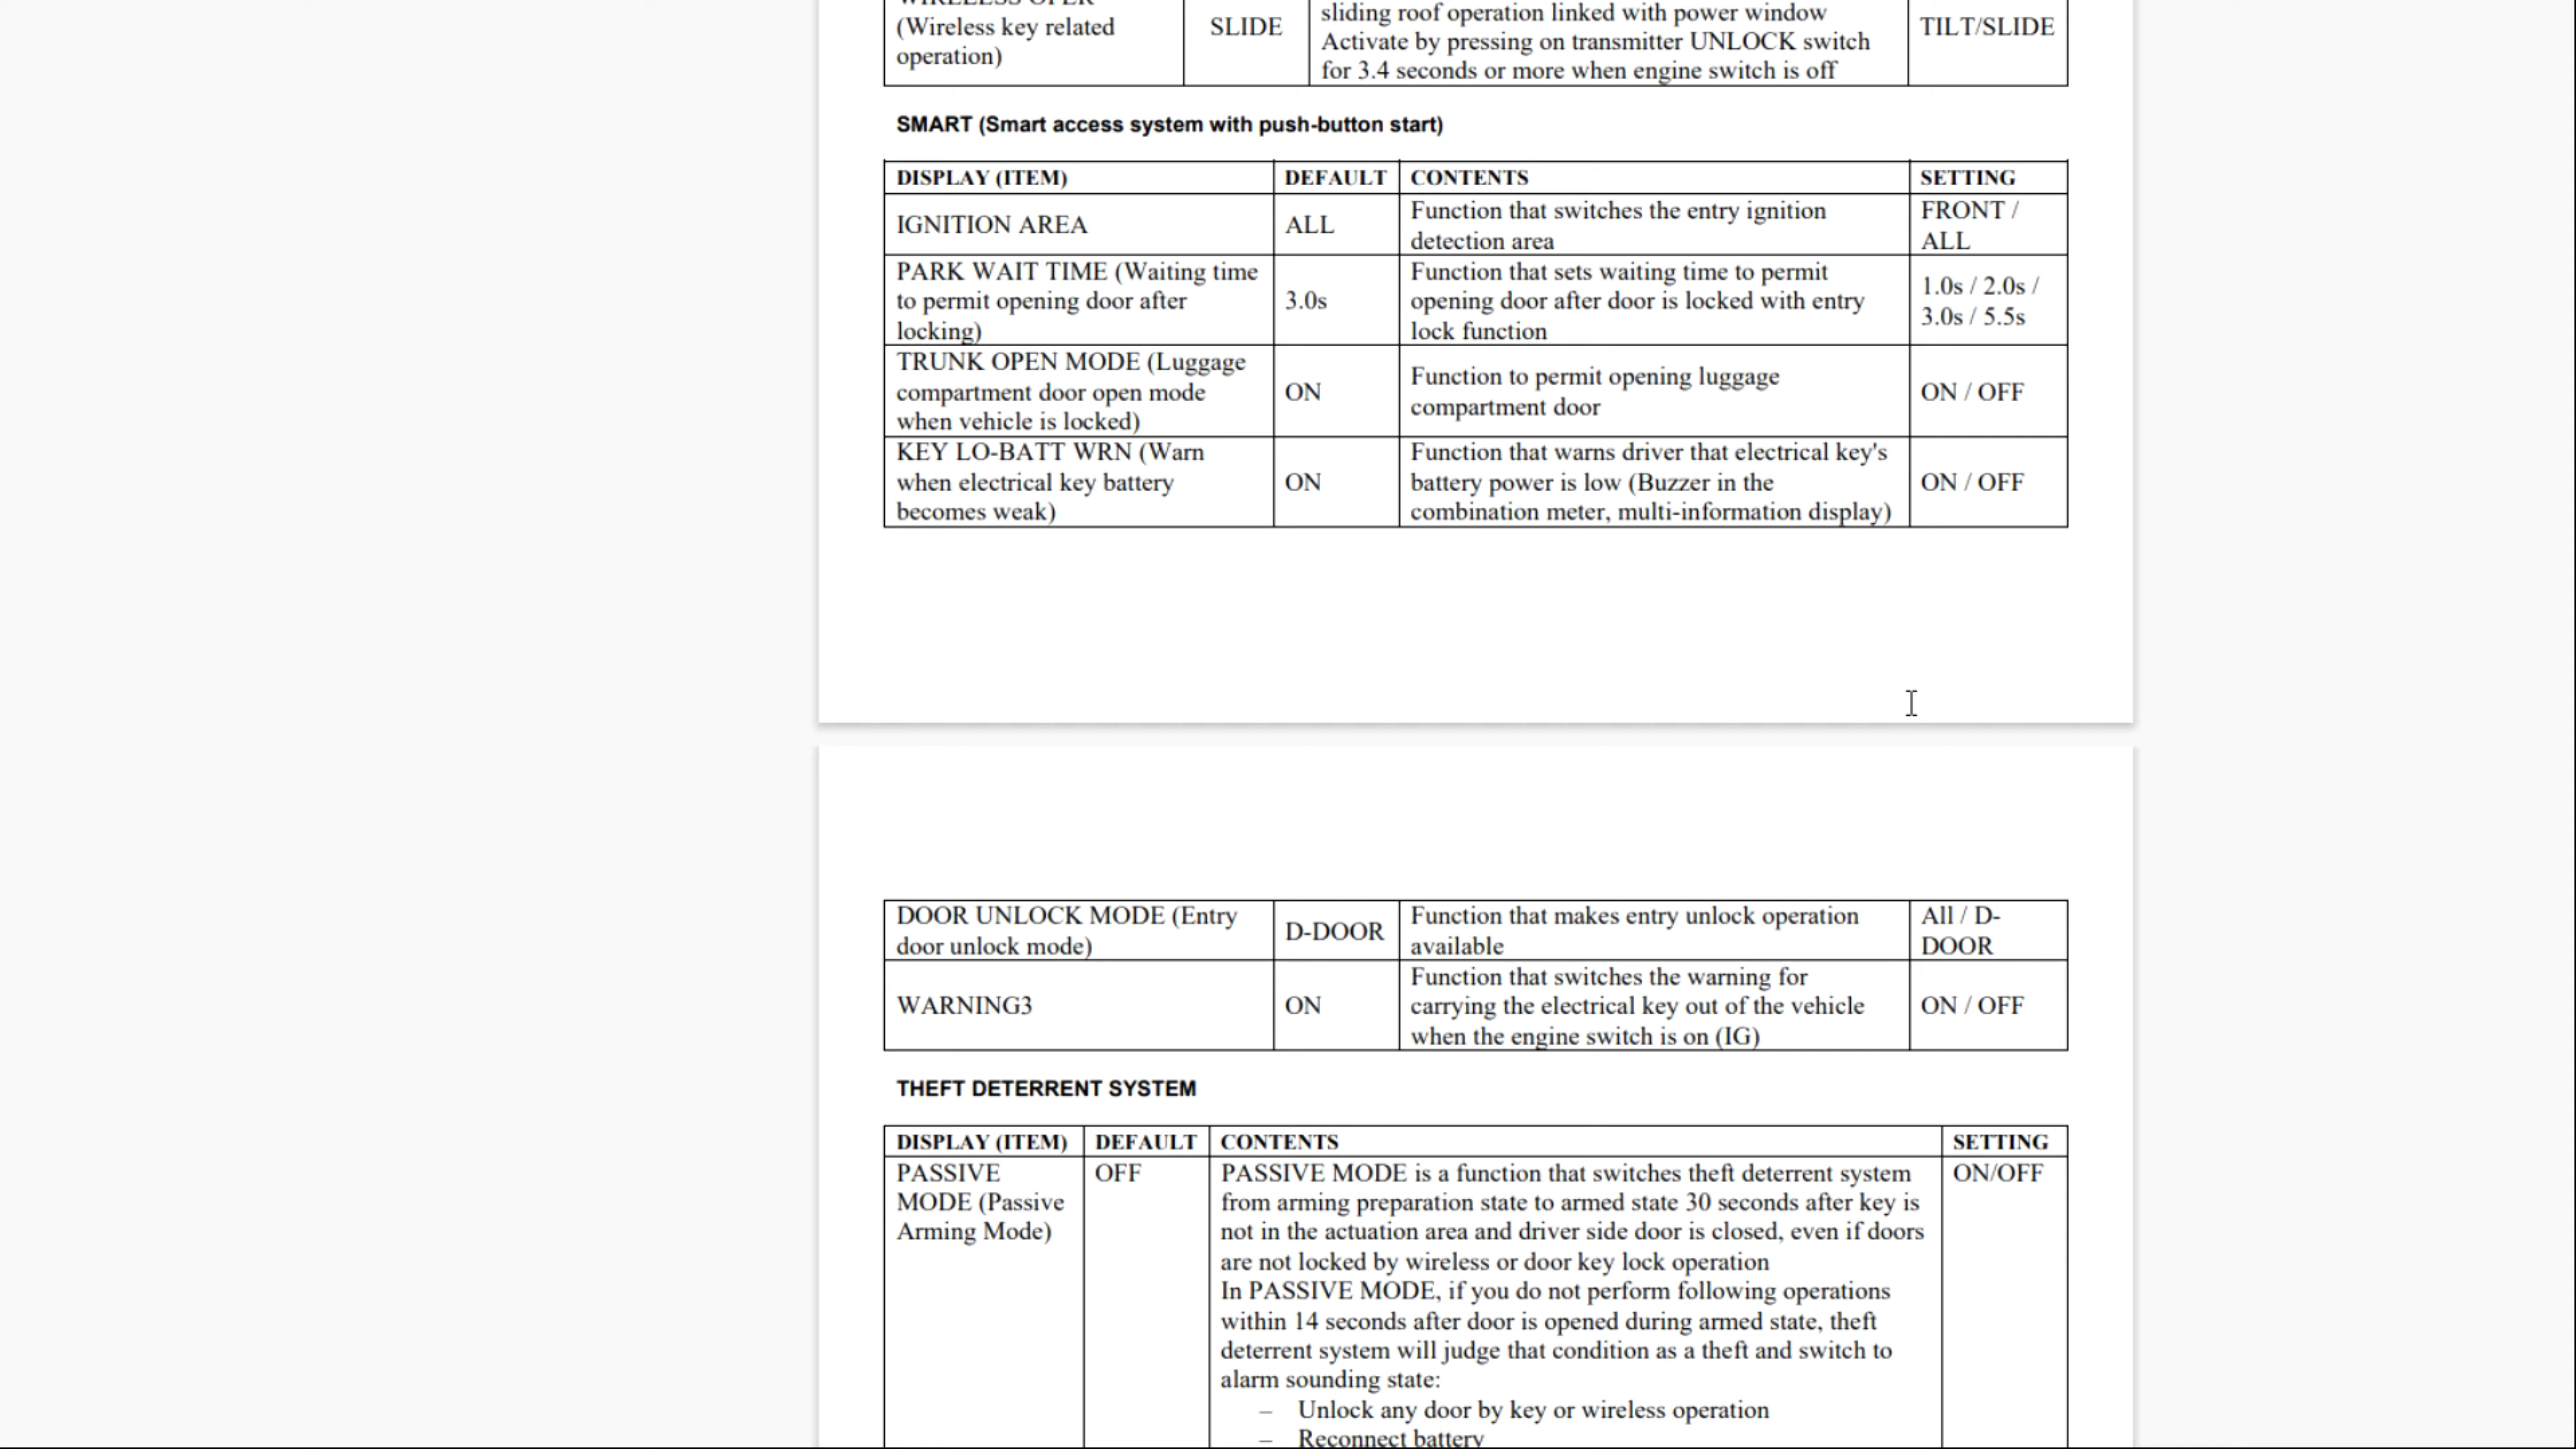 (Wireless key related
operation)
SLIDE
sliding roof operation linked with power window
Activate by pressing on transmitter UNLOCK switch
for 3.4 seconds or more when engine switch is off
TILT/SLIDE
SMART (Smart access system with push-button start)
DISPLAY (ITEM) DEFAULT CONTENTS SETTING
IGNITION AREA
ALL
Function that switches the entry ignition
detection area
FRONT /
ALL
PARK WAIT TIME (Waiting time
to permit opening door after
locking)
3.0s
Function that sets waiting time to permit
opening door after door is locked with entry
lock function
1.0s / 2.0s /
3.0s / 5.5s
TRUNK OPEN MODE (Luggage
compartment door open mode
when vehicle is locked)
ON
Function to permit opening luggage
compartment door
ON / OFF
KEY LO-BATT WRN (Warn
when electrical key battery
becomes weak)
ON
Function that warns driver that electrical key's
battery power is low (Buzzer in the
combination meter, multi-information display)
ON / OFF
DOOR UNLOCK MODE (Entry
door unlock mode)
D-DOOR
Function that makes entry unlock operation
available
All / D-
DOOR
WARNING3
ON
Function that switches the warning for
carrying the electrical key out of the vehicle
when the engine switch is on (IG)
ON / OFF
THEFT DETERRENT SYSTEM
DISPLAY (ITEM) DEFAULT CONTENTS SETTING
PASSIVE
MODE (Passive
Arming Mode)
OFF
PASSIVE MODE is a function that switches theft deterrent system
from arming preparation state to armed state 30 seconds after key is
not in the actuation area and driver side door is closed, even if doors
are not locked by wireless or door key lock operation
In PASSIVE MODE, if you do not perform following operations
within 14 seconds after door is opened during armed state, theft
deterrent system will judge that condition as a theft and switch to
alarm sounding state:
– Unlock any door by key or wireless operation
– Reconnect battery
ON/OFF